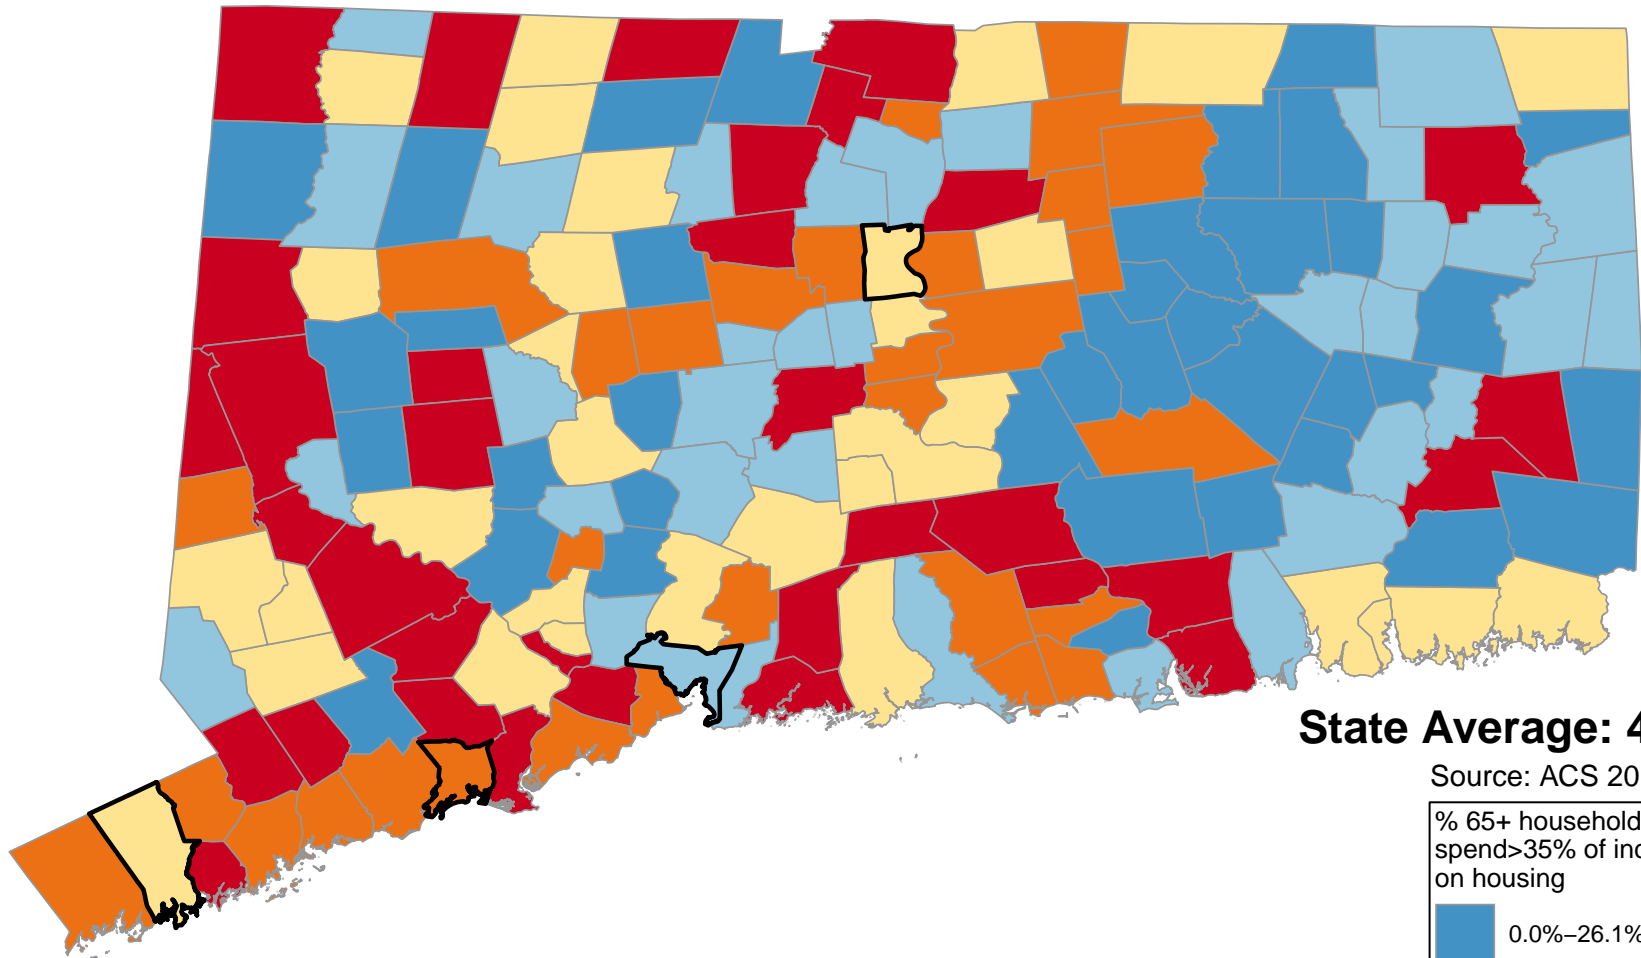 State Average: 4
Source: ACS 20
% 65+ household
spend>35% of inc
on housing
0.0%−26.1%